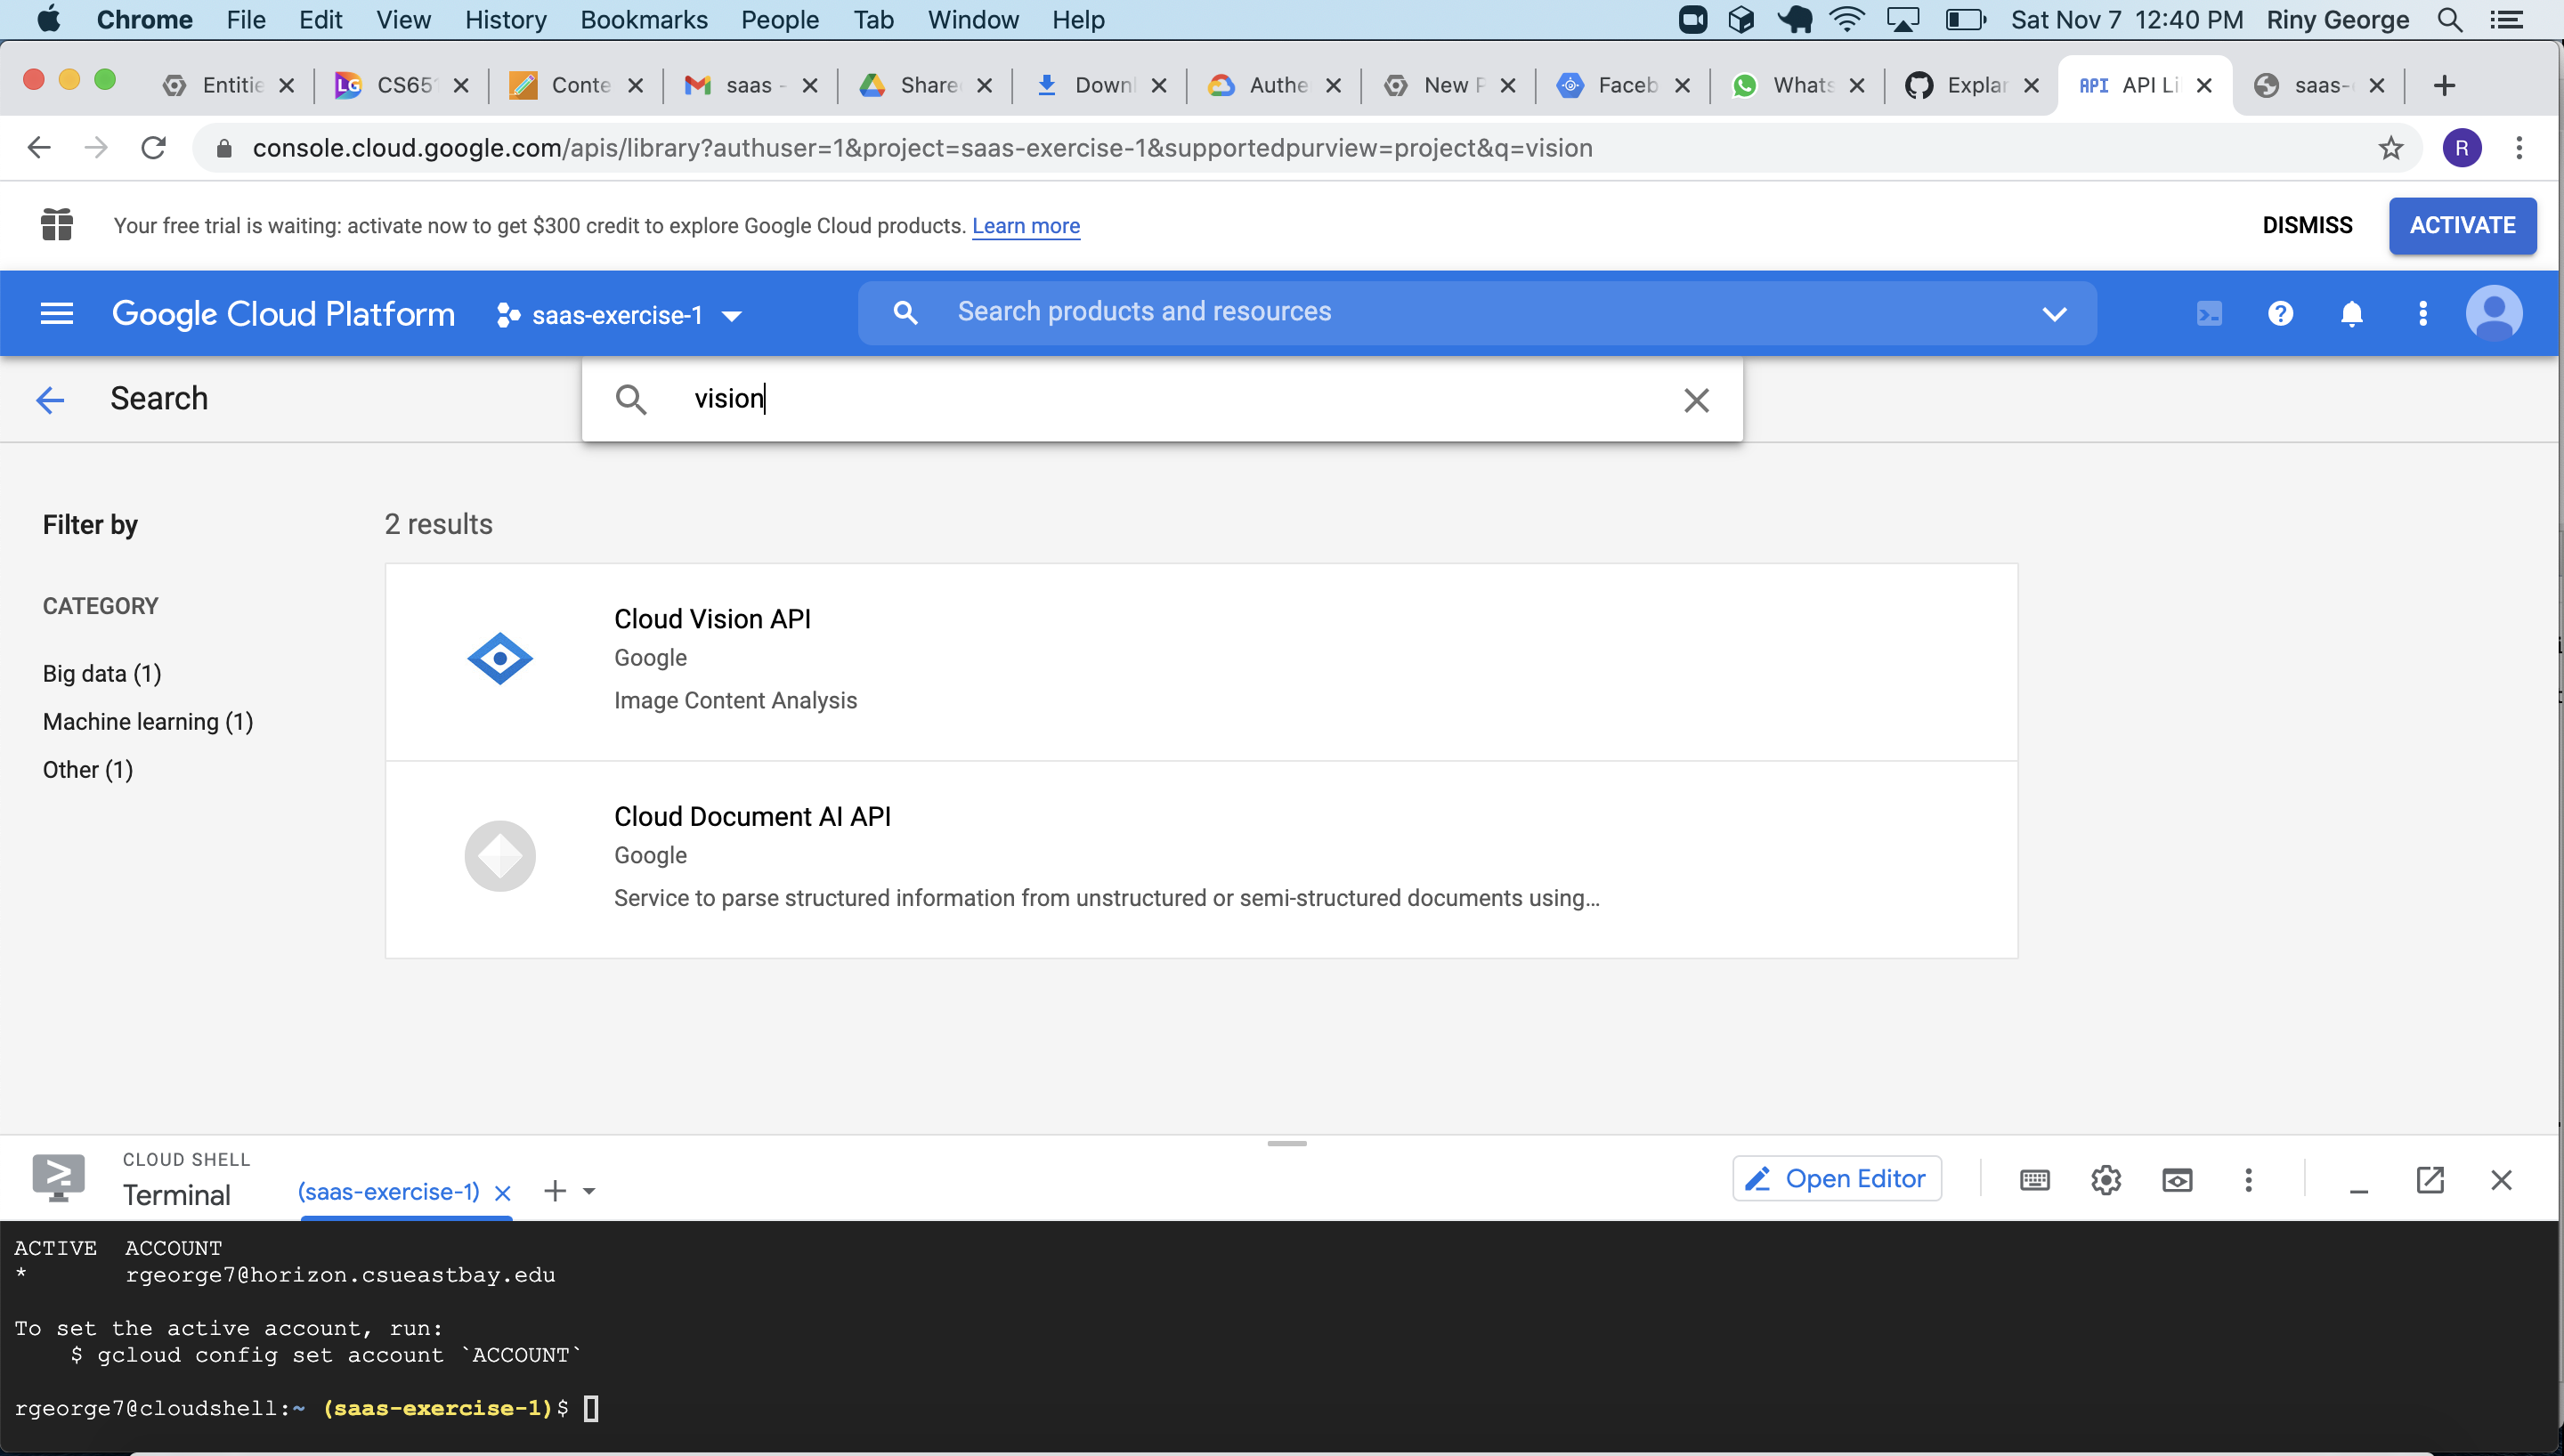 Chrome File Edit View History Bookmarks People Tab Window Help Sat Nov 7 12:40 PM Riny George
Entitie LG CS651 Conte saas - Share Down Authe New P Faceb Whats Explar API API Li saas-
console.cloud.google.com/apis/library?authuser=1&project=saas-exercise-1&supportedpurview=project&q=vision R
Your free trial is waiting: activate now to get $300 credit to explore Google Cloud products. Learn more DISMISS ACTIVATE
Google Cloud Platform saas-exercise-1 Search products and resources
Search vision
Filter by
2 results
CATEGORY
Big data (1)
Machine learning (1)
Other (1)
Cloud Vision API
Google
Image Content Analysis
Cloud Document AI API
Google
Service to parse structured information from unstructured or semi-structured documents using...
CLOUD SHELL
Terminal (saas-exercise-1) Open Editor
ACTIVE  ACCOUNT
*       rgeorge7@horizon.csueastbay.edu
To set the active account, run:
    $ gcloud config set account `ACCOUNT`
rgeorge7@cloudshell:~ (saas-exercise-1)$